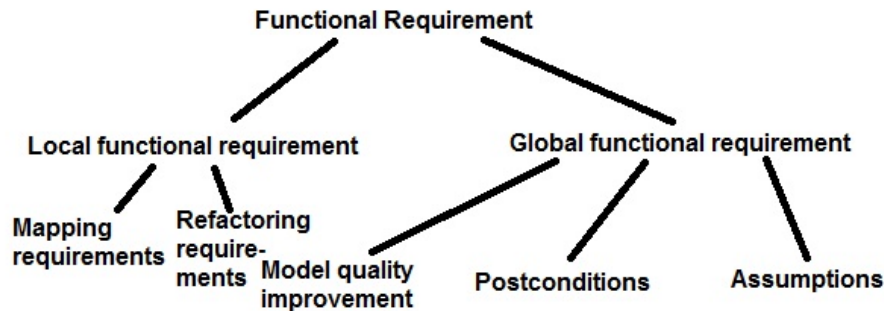 Functional Requirement
Local functional requirement
Global functional requirement
Mapping
requirements
Refactoring
require-
ments
Model quality
improvement
Postconditions
Assumptions